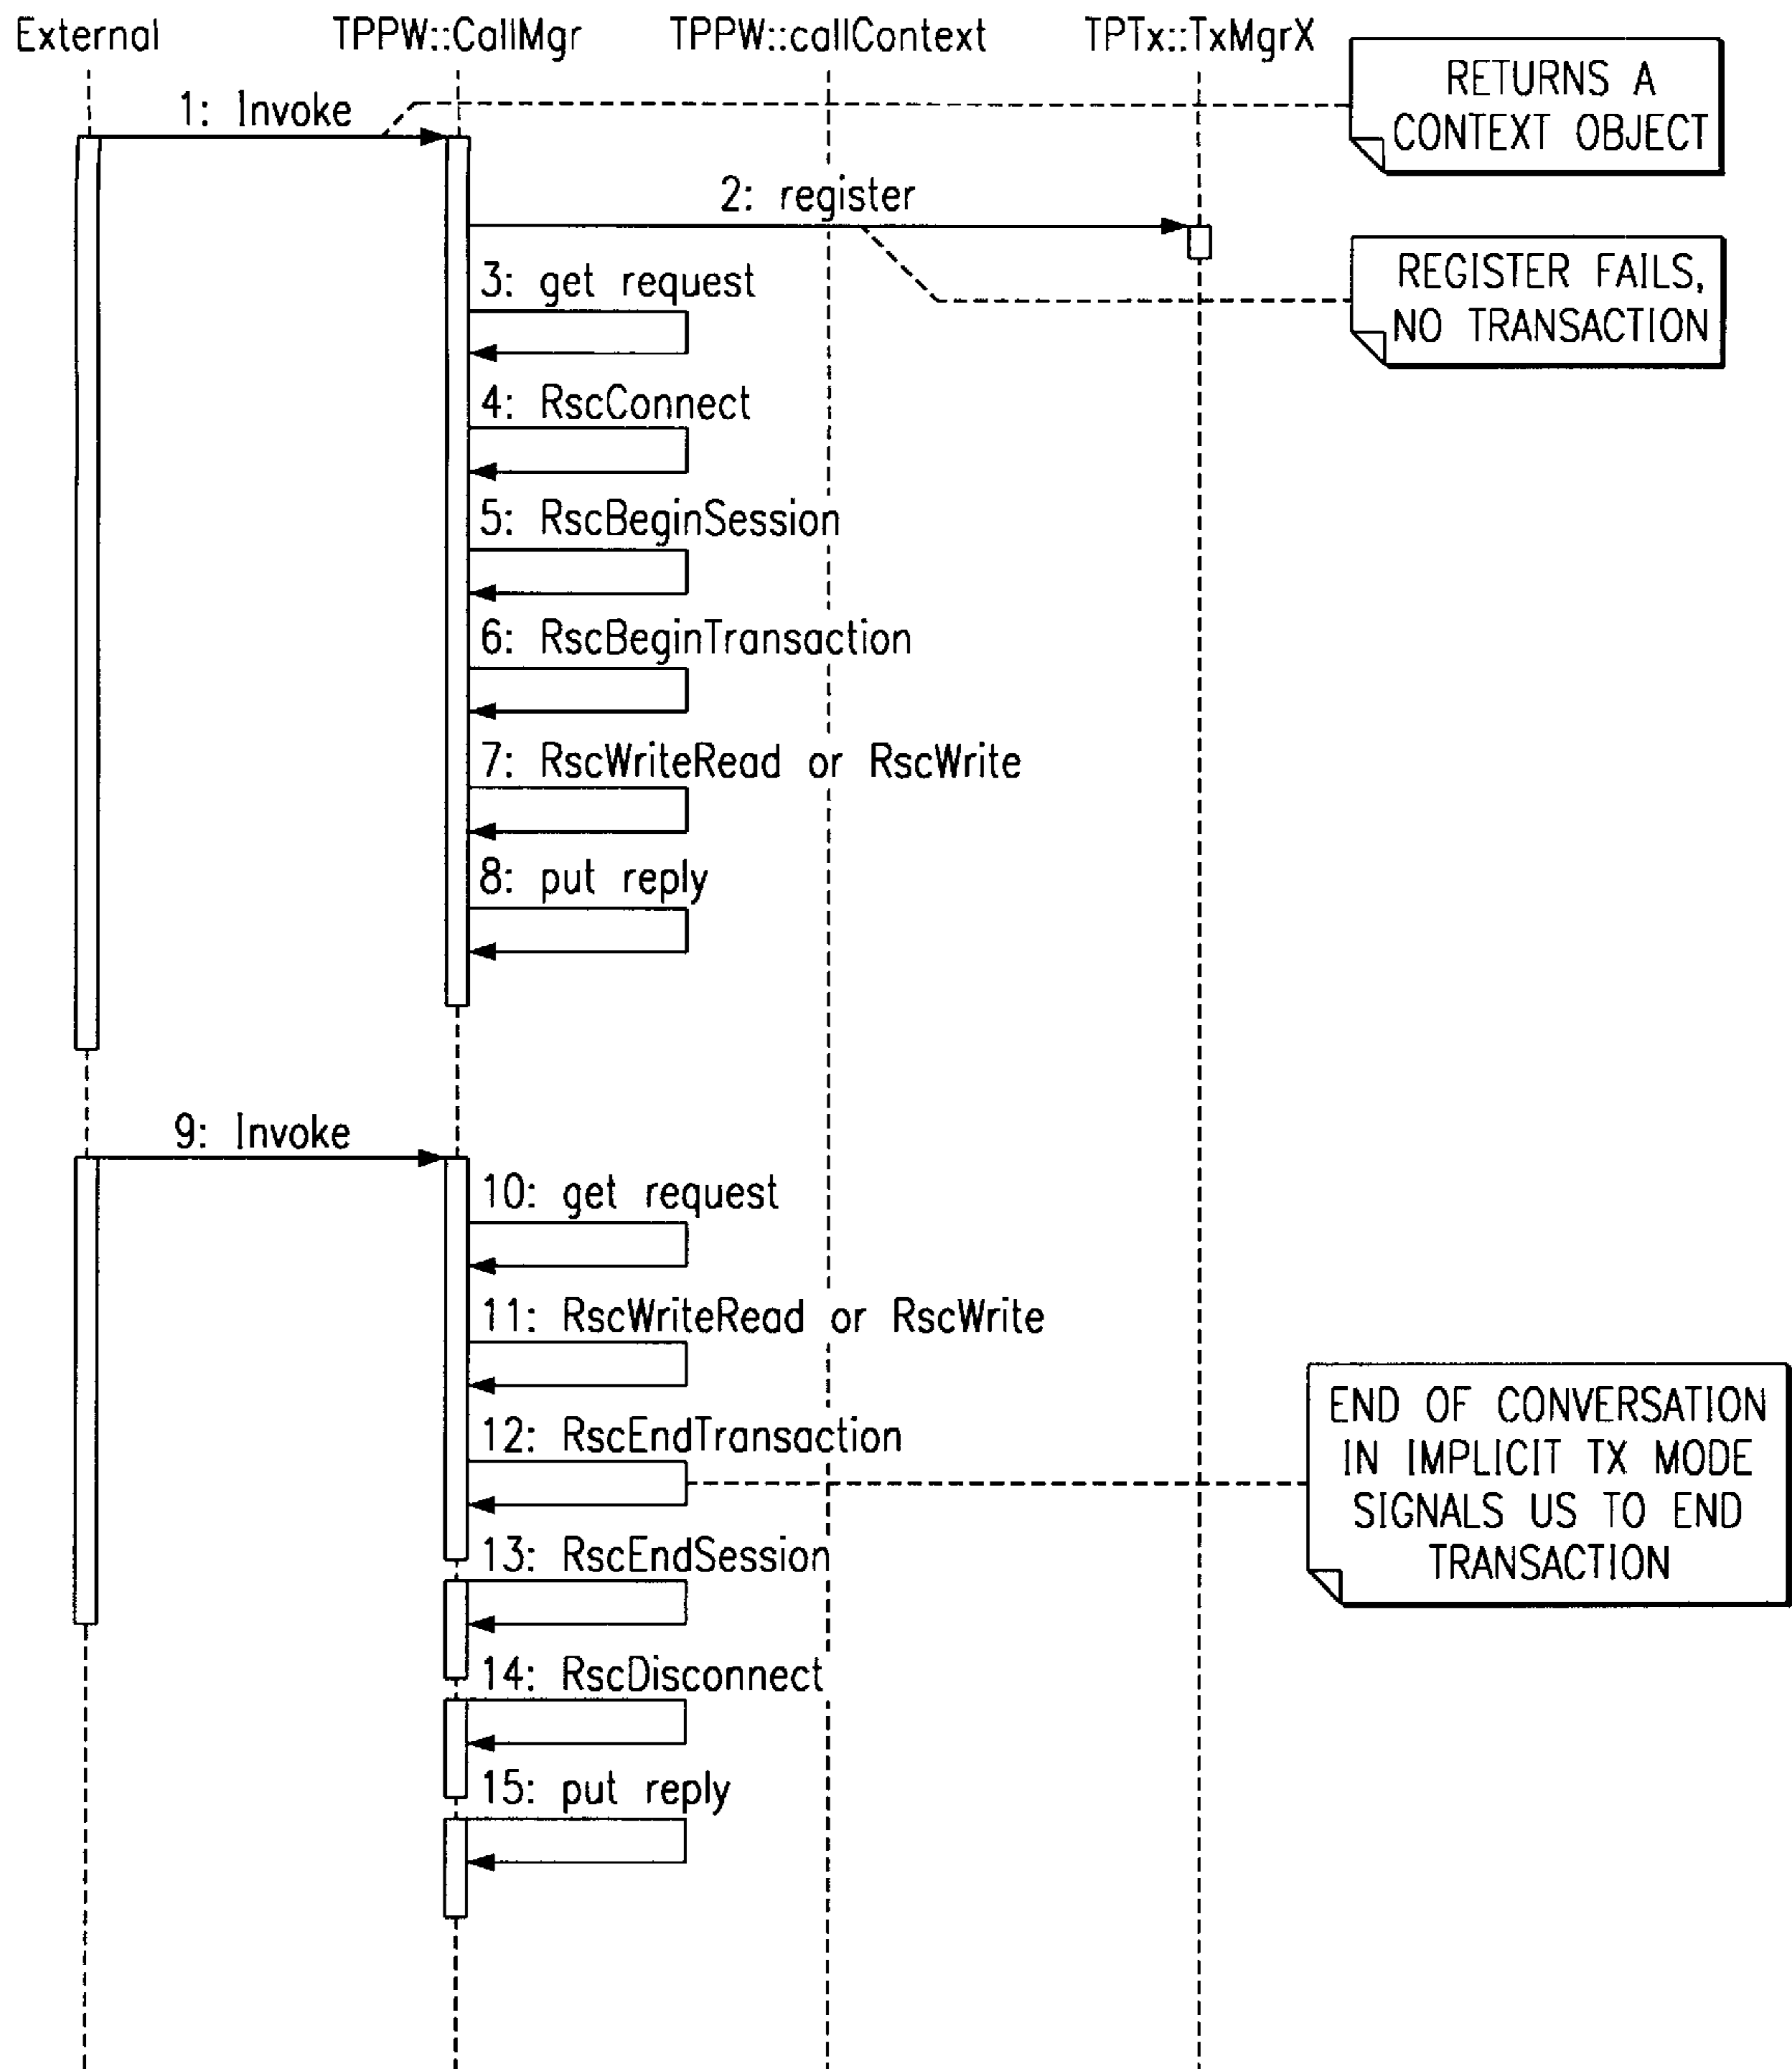 External
TPPW::CallMgr
TPPW::callContext
TPTx::TxMgrX
RETURNS A
CONTEXT OBJECT
1: Invoke
2: register
REGISTER FAILS,
NO TRANSACTION
3: get request
4: RscConnect
5: RscBeginSession
6: RscBeginTransaction
7: RscWriteRead or RscWrite
8: put reply
9: Invoke
10: get request
11: RscWriteRead or RscWrite
12: RscEndTransaction
END OF CONVERSATION
IN IMPLICIT TX MODE
SIGNALS US TO END
TRANSACTION
13: RscEndSession
14: RscDisconnect
15: put reply